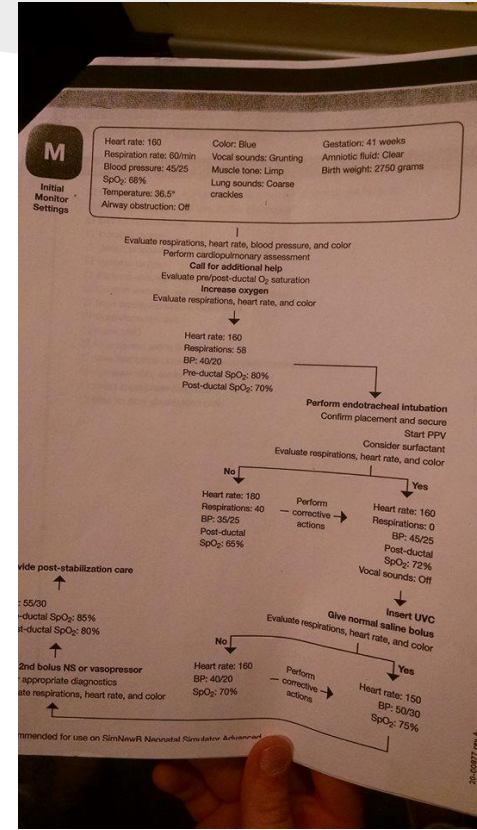 M
Initial
Monitor
Settings
Heart rate: 160
Respiration rate: 60/min
Blood pressure: 45/25
SpO₂: 68%
Temperature: 36.5°
Airway obstruction: Off
Color: Blue
Vocal sounds: Grunting
Muscle tone: Limp
Lung sounds: Coarse
crackles
Gestation: 41 weeks
Amniotic fluid: Clear
Birth weight: 2750 grams
Evaluate respirations, heart rate, blood pressure, and color
Perform cardiopulmonary assessment
Call for additional help
Evaluate pre/post-ductal O₂ saturation
Increase oxygen
Evaluate respirations, heart rate, and color
Heart rate: 160
Respirations: 58
BP: 40/20
Pre-ductal SpO₂: 80%
Post-ductal SpO₂: 70%
Perform endotracheal intubation
Confirm placement and secure
Start PPV
Consider surfactant
Evaluate respirations, heart rate, and color
No
Yes
Heart rate: 180
Respirations: 40
BP: 35/25
Post-ductal
SpO₂: 65%
Perform
corrective
actions
Heart rate: 160
Respirations: 0
BP: 45/25
Post-ductal
SpO₂: 72%
Vocal sounds: Off
Insert UVC
Give normal saline bolus
Evaluate respirations, heart rate, and color
No
Yes
Heart rate: 160
BP: 40/20
SpO₂: 70%
Perform
corrective
actions
Heart rate: 150
BP: 50/30
SpO₂: 75%
vide post-stabilization care
: 55/30
-ductal SpO₂: 85%
st-ductal SpO₂: 80%
2nd bolus NS or vasopressor
appropriate diagnostics
ate respirations, heart rate, and color
mmended for use on SimNewB Neonatal Simulator Advanced